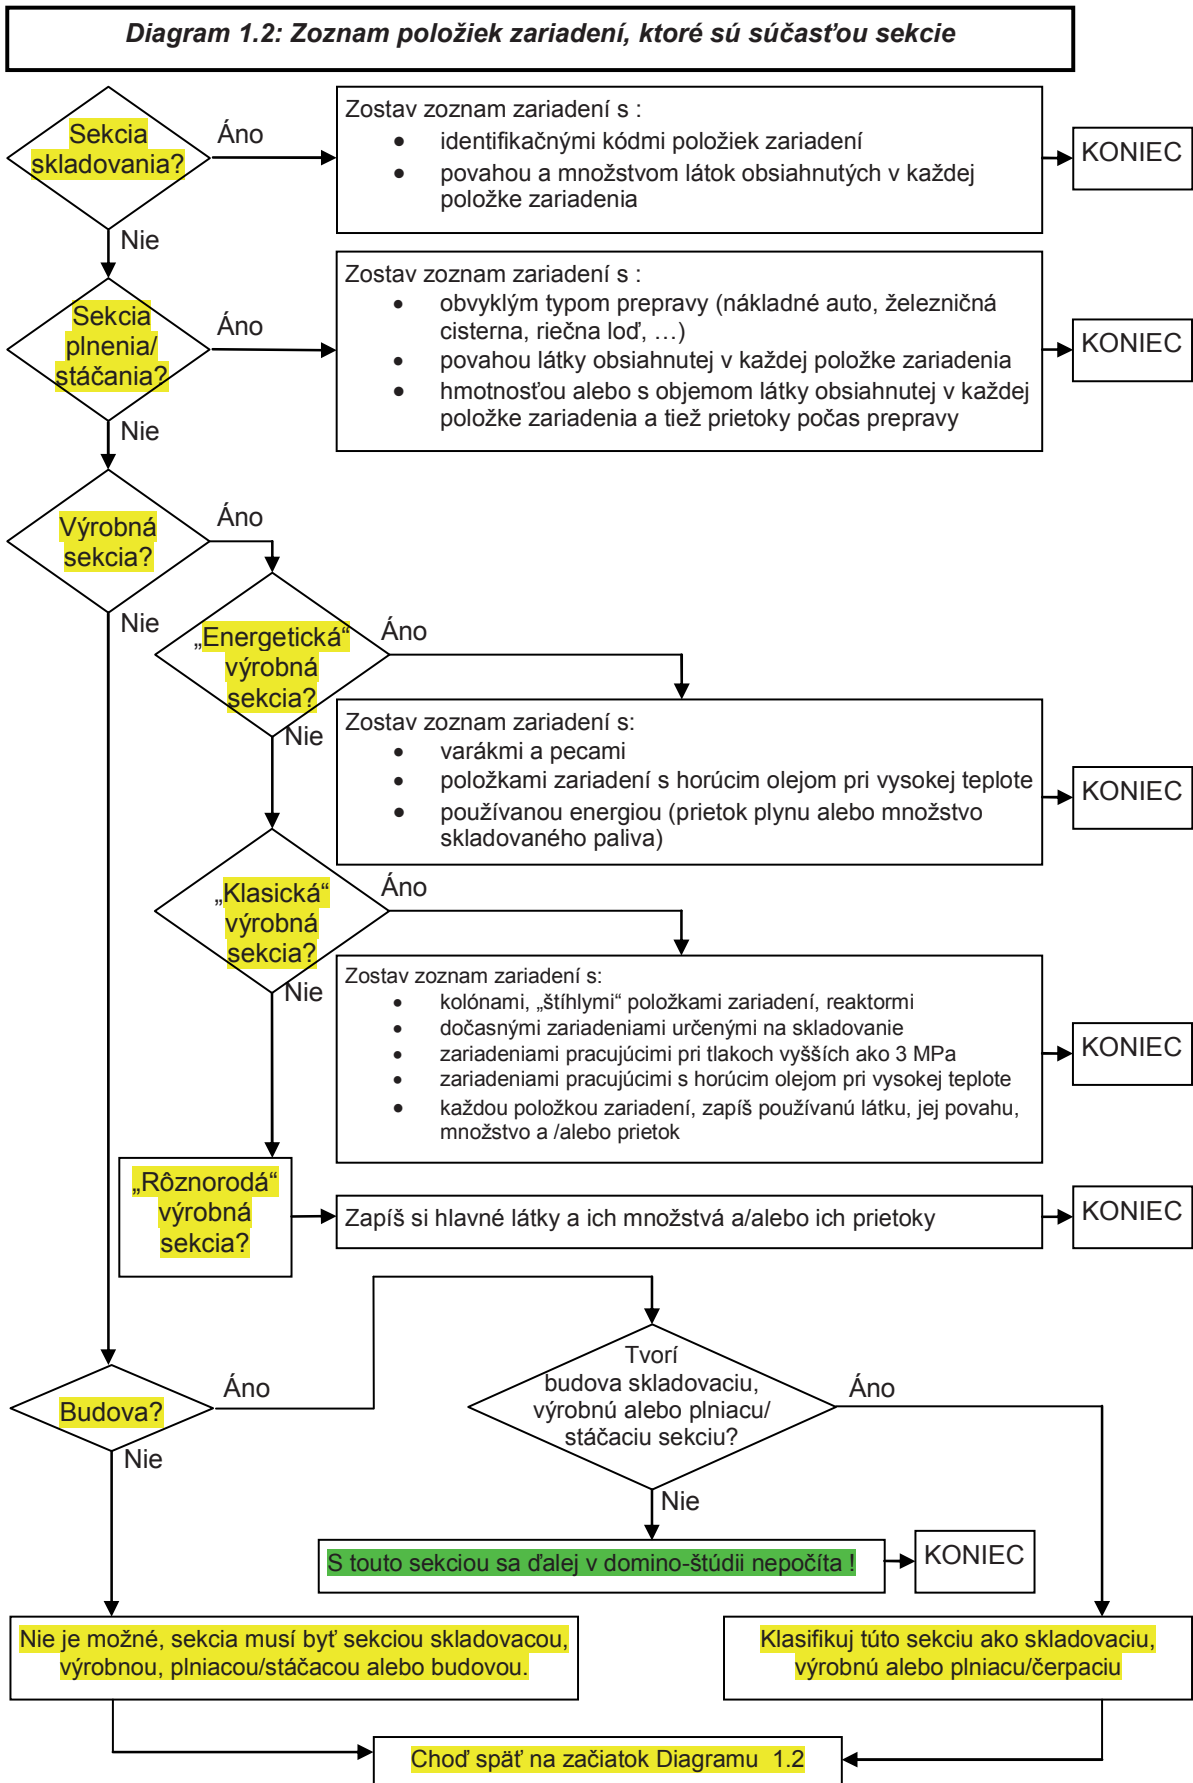 Diagram 1.2: Zoznam položiek zariadení, ktoré sú súčasťou sekcie
Sekcia
skladovania?
Áno
Zostav zoznam zariadení s :
• identifikačnými kódmi položiek zariadení
• povahou a množstvom látok obsiahnutých v každej
položke zariadenia
KONIEC
Nie
Sekcia
plnenia/
stáčania?
Áno
Zostav zoznam zariadení s :
• obvyklým typom prepravy (nákladné auto, železničná
cisterna, riečna loď, …)
• povahou látky obsiahnutej v každej položke zariadenia
• hmotnosťou alebo s objemom látky obsiahnutej v každej
položke zariadenia a tiež prietoky počas prepravy
KONIEC
Nie
Výrobná
sekcia?
Áno
Nie
„Energetická“
výrobná
sekcia?
Áno
Nie
Zostav zoznam zariadení s:
• varákmi a pecami
• položkami zariadení s horúcim olejom pri vysokej teplote
• používanou energiou (prietok plynu alebo množstvo
skladovaného paliva)
KONIEC
„Klasická“
výrobná
sekcia?
Áno
Nie
Zostav zoznam zariadení s:
• kolónami, „štíhlymi“ položkami zariadení, reaktormi
• dočasnými zariadeniami určenými na skladovanie
• zariadeniami pracujúcimi pri tlakoch vyšších ako 3 MPa
• zariadeniami pracujúcimi s horúcim olejom pri vysokej teplote
• každou položkou zariadení, zapíš používanú látku, jej povahu,
množstvo a /alebo prietok
KONIEC
„Rôznorodá“
výrobná
sekcia?
Zapíš si hlavné látky a ich množstvá a/alebo ich prietoky
KONIEC
Budova?
Áno
Nie
Tvorí
budova skladovaciu,
výrobnú alebo plniacu/
stáčaciu sekciu?
Áno
Nie
S touto sekciou sa ďalej v domino-štúdii nepočíta !
KONIEC
Nie je možné, sekcia musí byť sekciou skladovacou,
výrobnou, plniacou/stáčacou alebo budovou.
Klasifikuj túto sekciu ako skladovaciu,
výrobnú alebo plniacu/čerpaciu
Choď späť na začiatok Diagramu 1.2